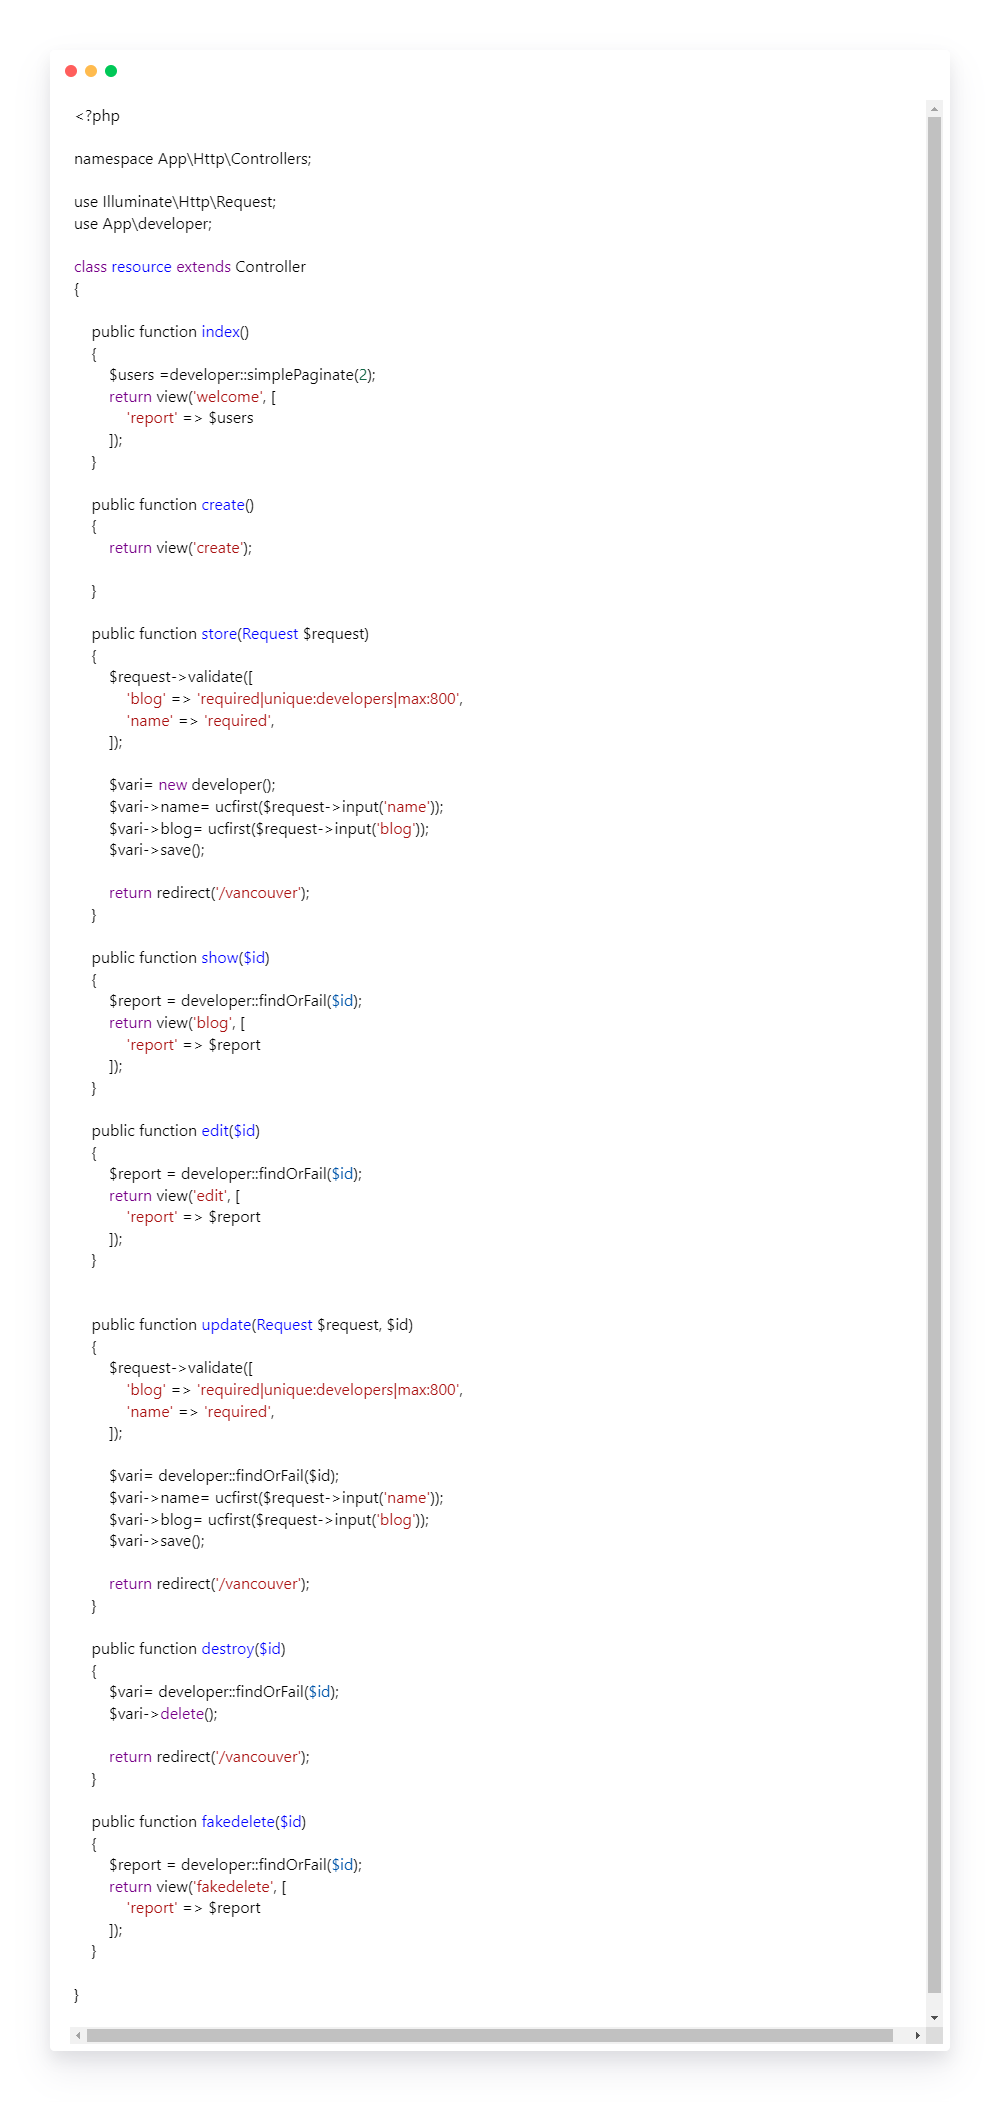 <?php
namespace App\Http\Controllers;
use Illuminate\Http\Request;
use App\developer;
class resource extends Controller
{
public function index()
{
$users =developer::simplePaginate(2);
return view('welcome', [
'report' => $users
]);
}
public function create()
{
return view('create');
}
public function store(Request $request)
{
$request->validate([
'blog' => 'required|unique:developers|max:800',
'name' => 'required',
]);
$vari= new developer();
$vari->name= ucfirst($request->input('name'));
$vari->blog= ucfirst($request->input('blog'));
$vari->save();
return redirect('/vancouver');
}
public function show($id)
{
$report = developer::findOrFail($id);
return view('blog', [
'report' => $report
]);
}
public function edit($id)
{
$report = developer::findOrFail($id);
return view('edit', [
'report' => $report
]);
}
public function update(Request $request, $id)
{
$request->validate([
'blog' => 'required|unique:developers|max:800',
'name' => 'required',
]);
$vari= developer::findOrFail($id);
$vari->name= ucfirst($request->input('name'));
$vari->blog= ucfirst($request->input('blog'));
$vari->save();
return redirect('/vancouver');
}
public function destroy($id)
{
$vari= developer::findOrFail($id);
$vari->delete();
return redirect('/vancouver');
}
public function fakedelete($id)
{
$report = developer::findOrFail($id);
return view('fakedelete', [
'report' => $report
]);
}
}